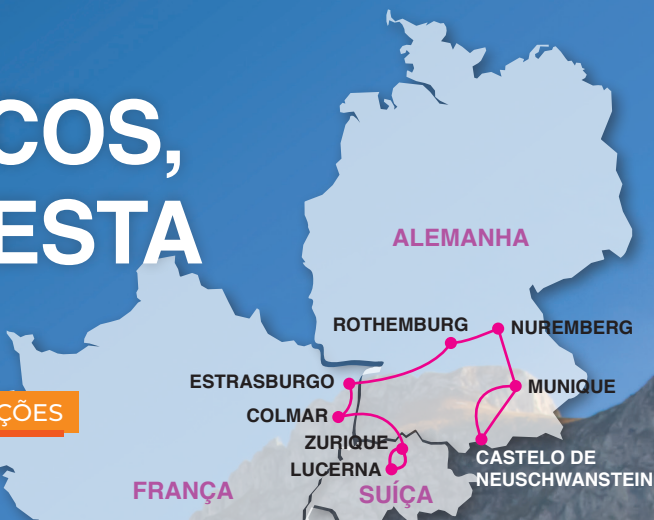 COS,
ESTA
ALEMANHA
ROTHEMBURG
NUREMBERG
ESTRASBURGO
MUNIQUE
ÇÕES
COLMAR
ZURIQUE
LUCERNA
CASTELO DE
NEUSCHWANSTEIN
FRANÇA
SUÍÇA